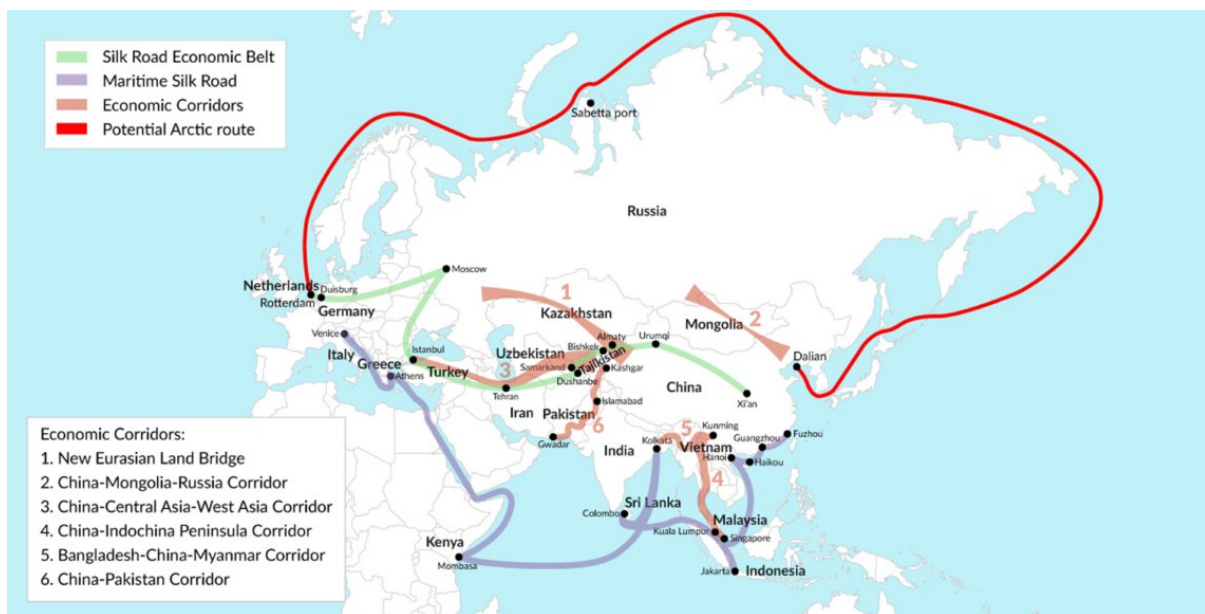 Silk Road Economic Belt
Maritime Silk Road
Economic Corridors
Potential Arctic route
Sabetta port
Russia
Moscow
Netherlands
Duisburg
Rotterdam
Germany
1
Kazakhstan
Mongolia
2
Venice
Italy
Istanbul
Greece
Turkey
Athens
Uzbekistan
Bishkek
Almaty
Urumqi
Dalian
Samarkand
Tajikistan
Kashgar
Dushanbe
3
Tehran
China
Xi'an
Iran
Islamabad
Pakistan
6
Gwadar
India
Kolkata
5
Kunming
Vietnam
Guangzhou
Fuzhou
Hanoi
Haikou
4
Sri Lanka
Colombo
Malaysia
Kuala Lumpur
Singapore
Kenya
Mombasa
Jakarta
Indonesia
Economic Corridors:
1. New Eurasian Land Bridge
2. China-Mongolia-Russia Corridor
3. China-Central Asia-West Asia Corridor
4. China-Indochina Peninsula Corridor
5. Bangladesh-China-Myanmar Corridor
6. China-Pakistan Corridor